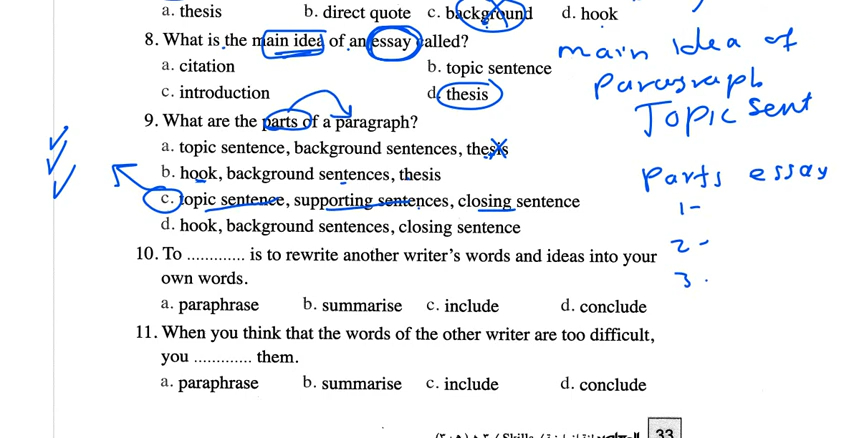 a. thesis b. direct quote c. background d. hook
8. What is the main idea of an essay called?
a. citation b. topic sentence
c. introduction d. thesis
main idea of
Paragraph
Topic sent
9. What are the parts of a paragraph?
a. topic sentence, background sentences, thesis
b. hook, background sentences, thesis
c. topic sentence, supporting sentences, closing sentence
d. hook, background sentences, closing sentence
Parts essay
1-
2-
3.
10. To ............. is to rewrite another writer's words and ideas into your
own words.
a. paraphrase b. summarise c. include d. conclude
11. When you think that the words of the other writer are too difficult,
you ............. them.
a. paraphrase b. summarise c. include d. conclude
33